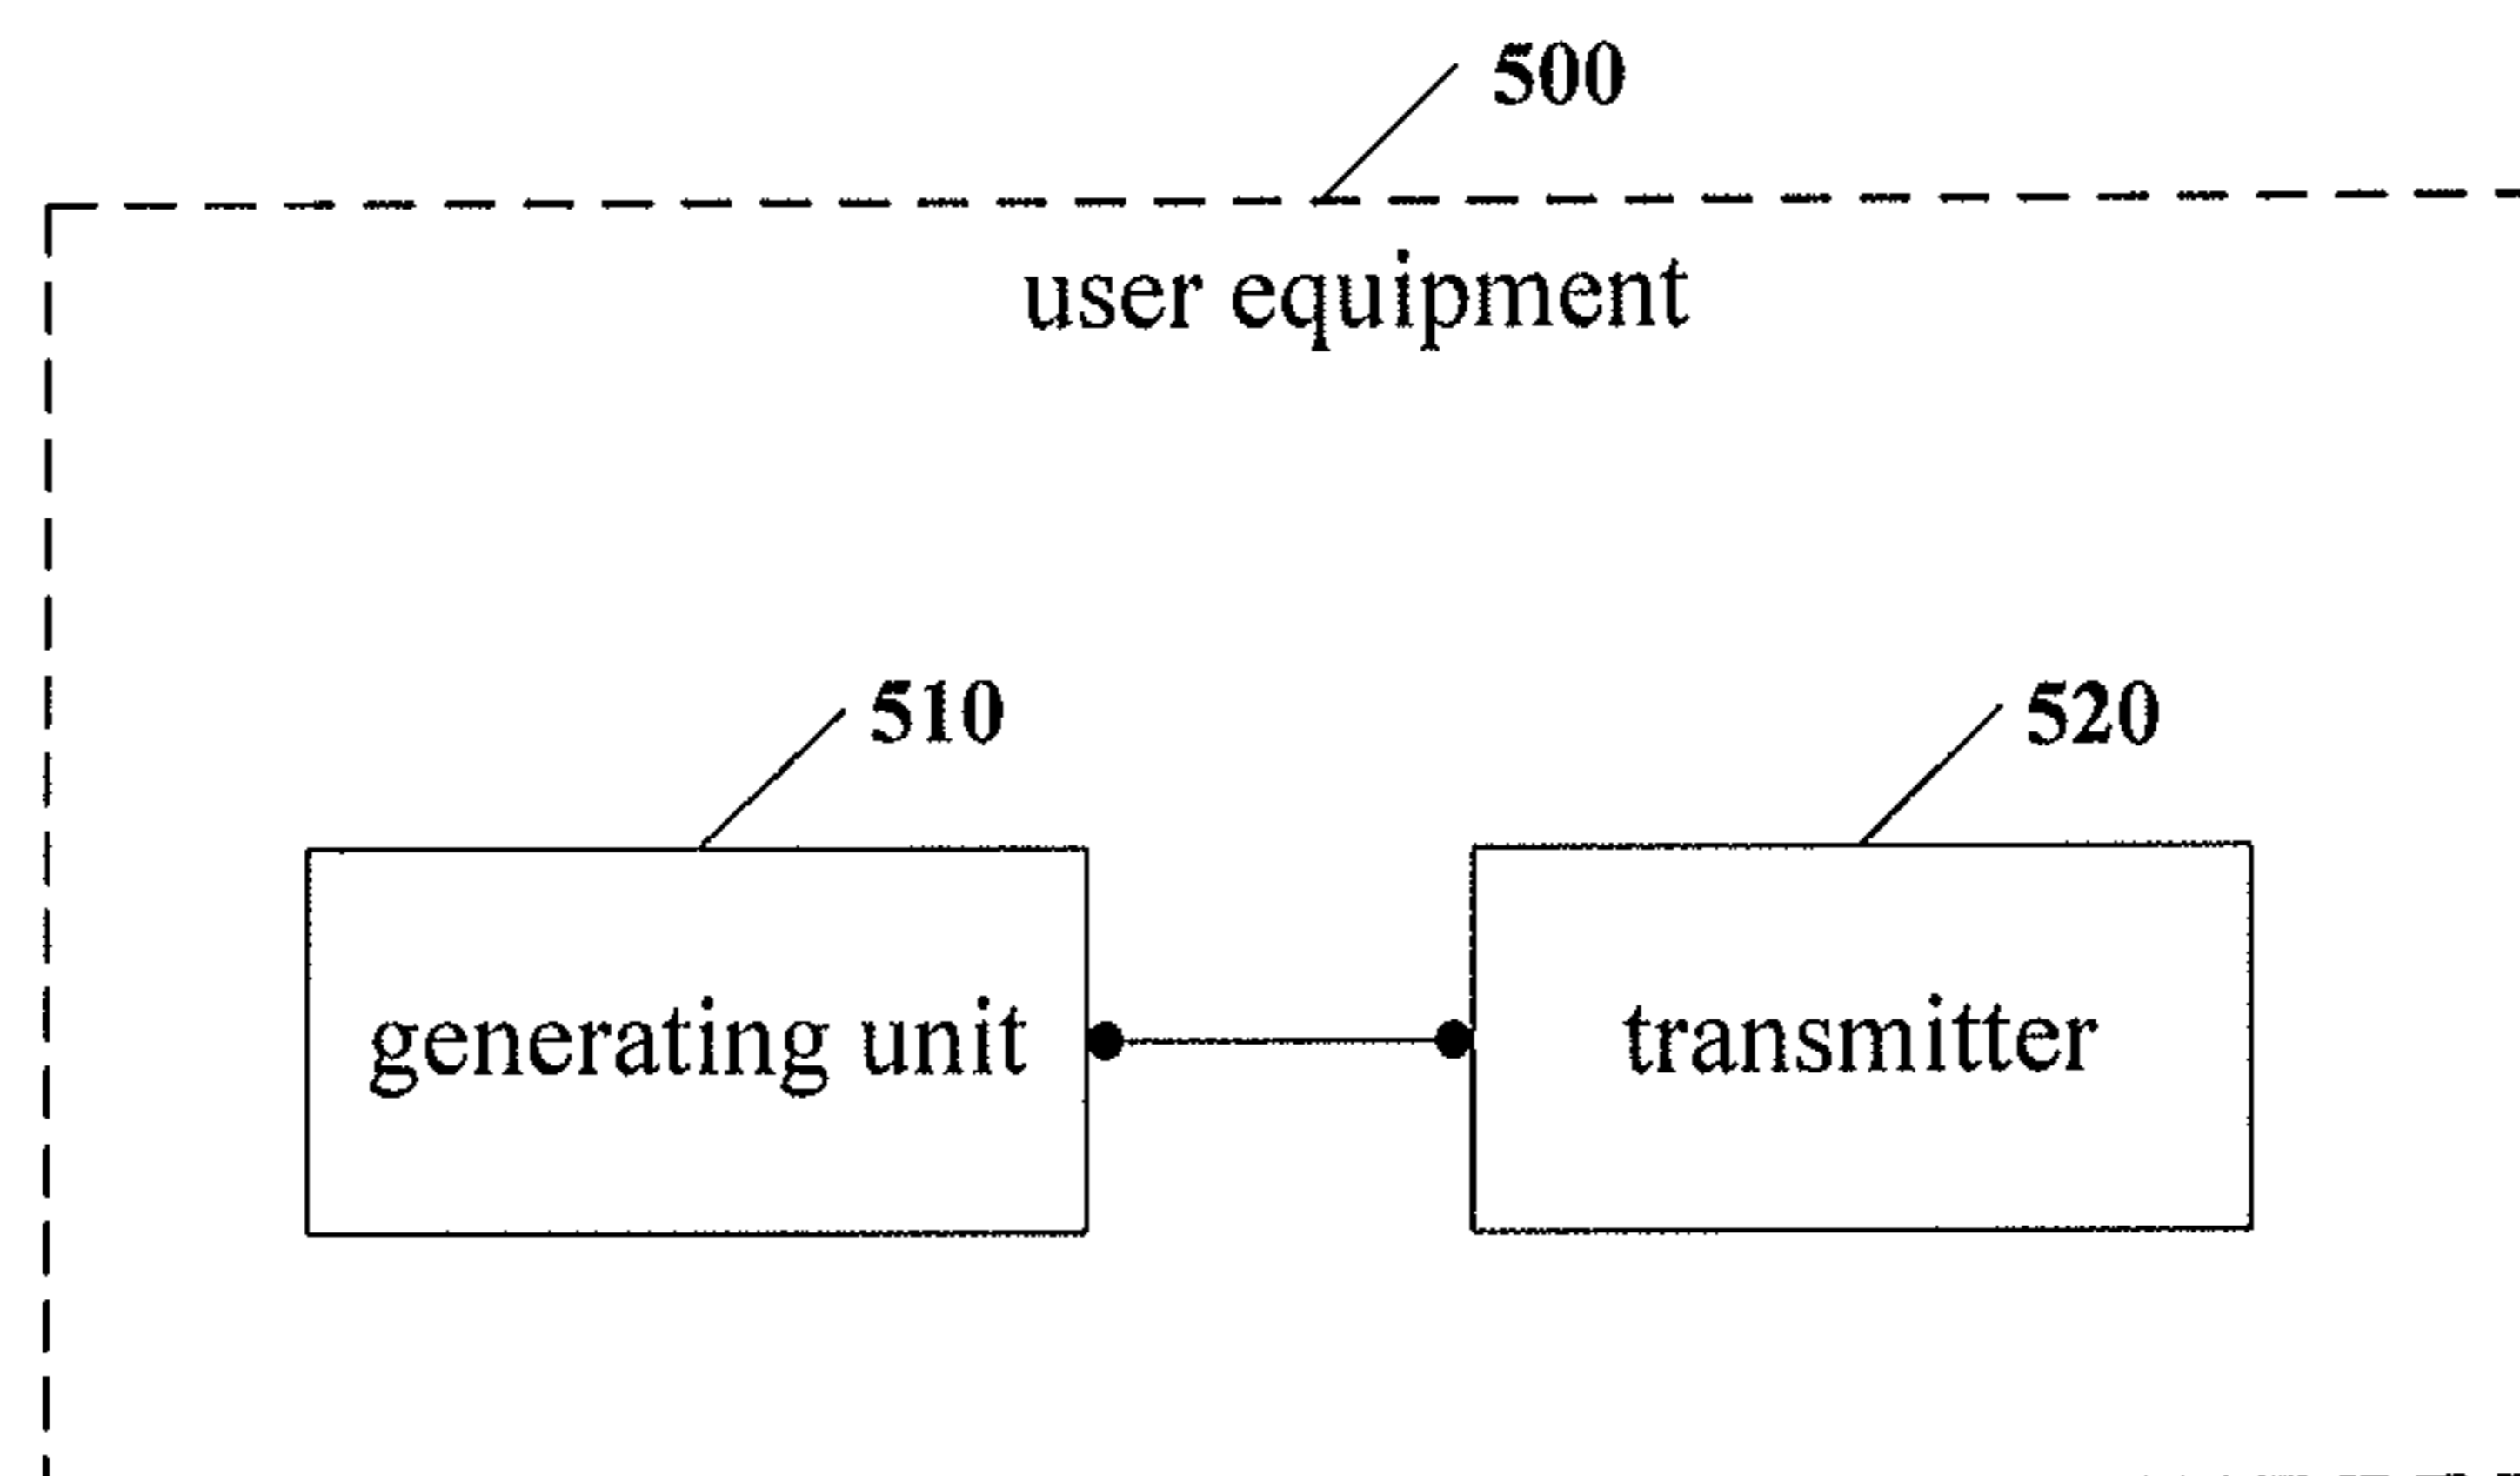 500
user equipment
510
520
generating unit
transmitter